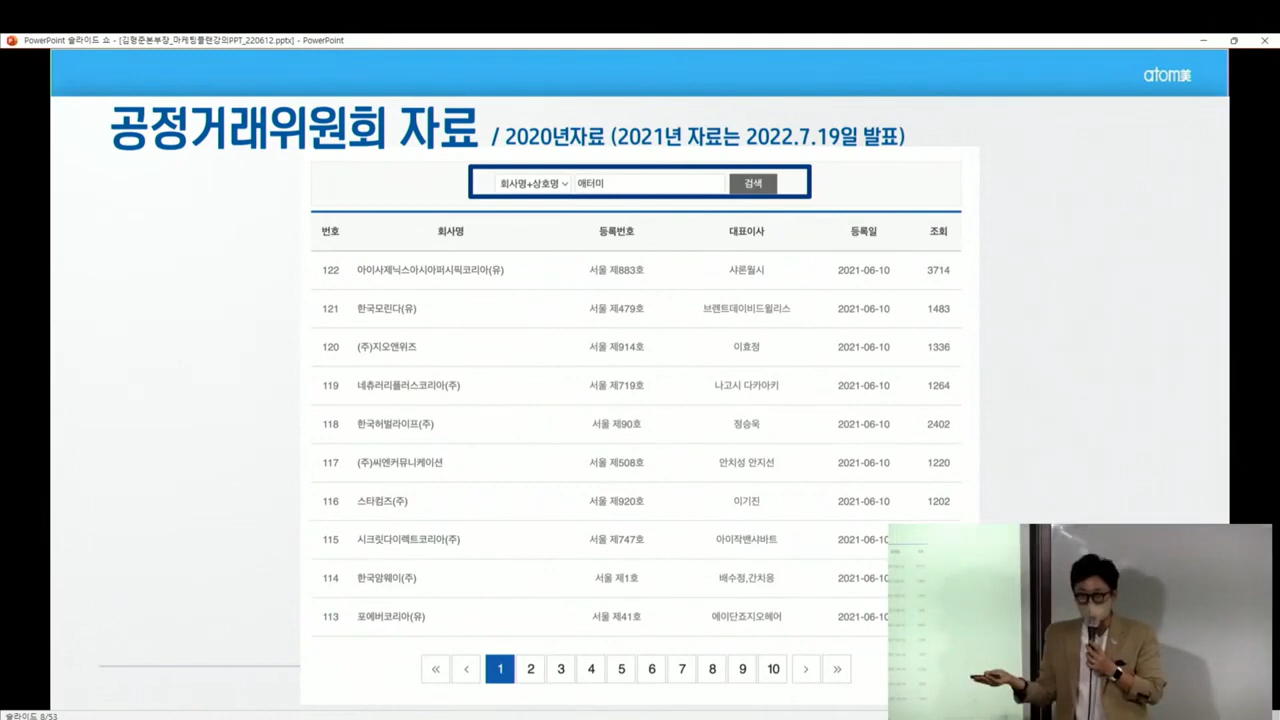 PowerPoint 슬라이드 쇼 - [김형준본부장_마케팅플랜강의PPT_220612.pptx] - PowerPoint
atom美
공정거래위원회 자료 / 2020년자료 (2021년 자료는 2022.7.19일 발표)
회사명+상호명 애터미 검색
번호 회사명 등록번호 대표이사 등록일 조회
122 아이사제닉스아시아퍼시픽코리아(유) 서울 제883호 샤론월시 2021-06-10 3714
121 한국모린다(유) 서울 제479호 브렌트데이비드윌리스 2021-06-10 1483
120 (주)지오앤위즈 서울 제914호 이효정 2021-06-10 1336
119 네츄러리플러스코리아(주) 서울 제719호 나고시 다카아키 2021-06-10 1264
118 한국허벌라이프(주) 서울 제90호 정승욱 2021-06-10 2402
117 (주)씨엔커뮤니케이션 서울 제508호 안치성 안지선 2021-06-10 1220
116 스타컴즈(주) 서울 제920호 이기진 2021-06-10 1202
115 시크릿다이렉트코리아(주) 서울 제747호 아이작밴샤바트 2021-06-10
114 한국암웨이(주) 서울 제1호 배수정,간치응 2021-06-10
113 포에버코리아(유) 서울 제41호 에이단죠지오헤어 2021-06-10
« ‹ 1 2 3 4 5 6 7 8 9 10 › »
슬라이드 8/53